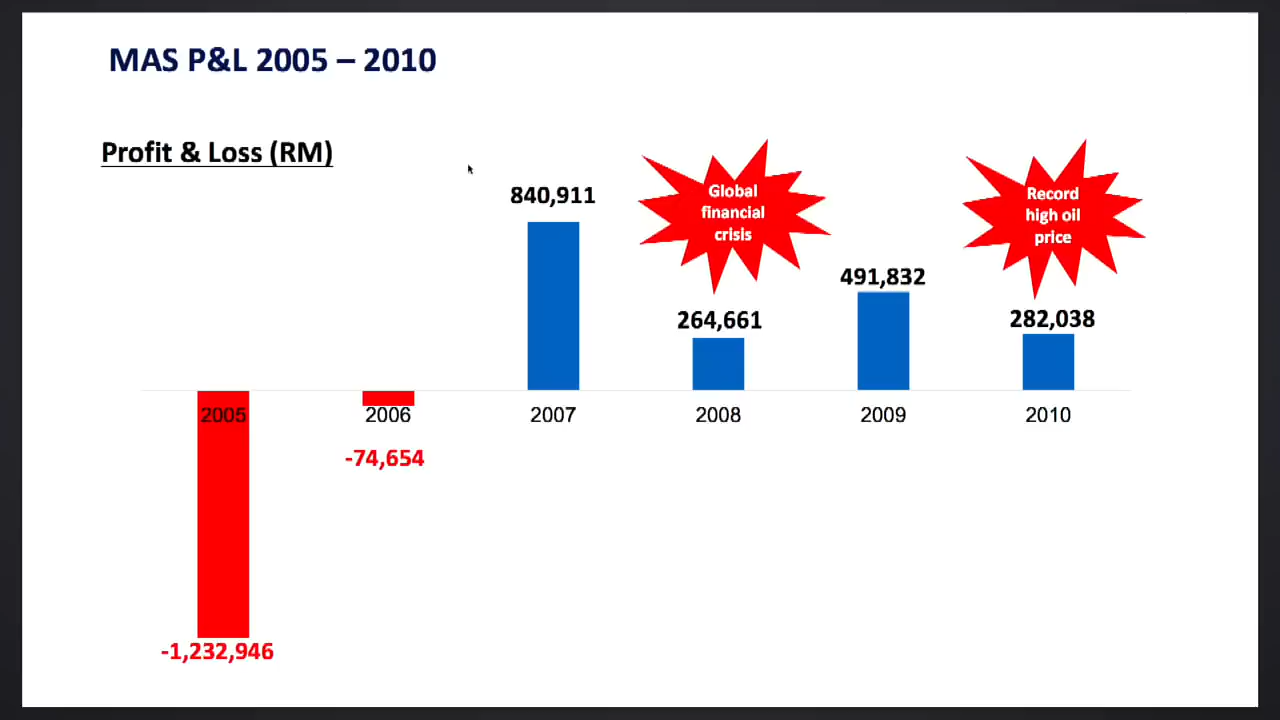 MAS P&L 2005 – 2010
Profit & Loss (RM)
840,911
Global
financial
crisis
Record
high oil
price
491,832
264,661
282,038
2005
2006
2007
2008
2009
2010
-74,654
-1,232,946